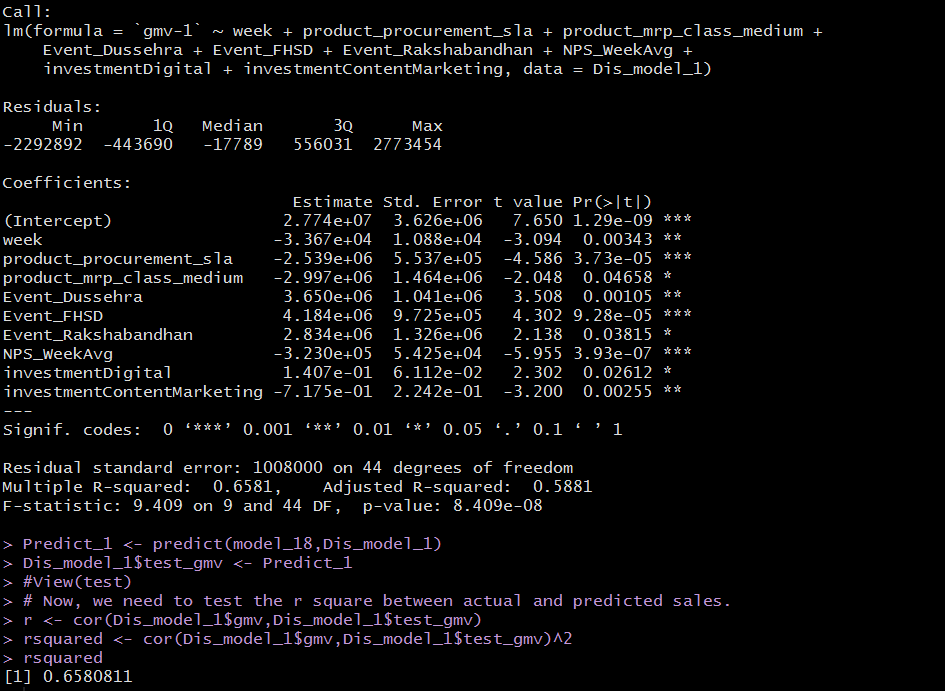 Call:
lm(formula = `gmv-1` ~ week + product_procurement_sla + product_mrp_class_medium +
    Event_Dussehra + Event_FHSD + Event_Rakshabandhan + NPS_WeekAvg +
    investmentDigital + investmentContentMarketing, data = Dis_model_1)

Residuals:
     Min       1Q   Median       3Q      Max
-2292892  -443690   -17789   556031  2773454

Coefficients:
                             Estimate Std. Error t value Pr(>|t|)
(Intercept)                 2.774e+07  3.626e+06   7.650 1.29e-09 ***
week                       -3.367e+04  1.088e+04  -3.094  0.00343 **
product_procurement_sla    -2.539e+06  5.537e+05  -4.586 3.73e-05 ***
product_mrp_class_medium   -2.997e+06  1.464e+06  -2.048  0.04658 *
Event_Dussehra              3.650e+06  1.041e+06   3.508  0.00105 **
Event_FHSD                  4.184e+06  9.725e+05   4.302 9.28e-05 ***
Event_Rakshabandhan         2.834e+06  1.326e+06   2.138  0.03815 *
NPS_WeekAvg                -3.230e+05  5.425e+04  -5.955 3.93e-07 ***
investmentDigital           1.407e-01  6.112e-02   2.302  0.02612 *
investmentContentMarketing -7.175e-01  2.242e-01  -3.200  0.00255 **
---
Signif. codes:  0 ‘***’ 0.001 ‘**’ 0.01 ‘*’ 0.05 ‘.’ 0.1 ‘ ’ 1

Residual standard error: 1008000 on 44 degrees of freedom
Multiple R-squared:  0.6581,    Adjusted R-squared:  0.5881
F-statistic: 9.409 on 9 and 44 DF,  p-value: 8.409e-08

> Predict_1 <- predict(model_18,Dis_model_1)
> Dis_model_1$test_gmv <- Predict_1
> #View(test)
> # Now, we need to test the r square between actual and predicted sales.
> r <- cor(Dis_model_1$gmv,Dis_model_1$test_gmv)
> rsquared <- cor(Dis_model_1$gmv,Dis_model_1$test_gmv)^2
> rsquared
[1] 0.6580811